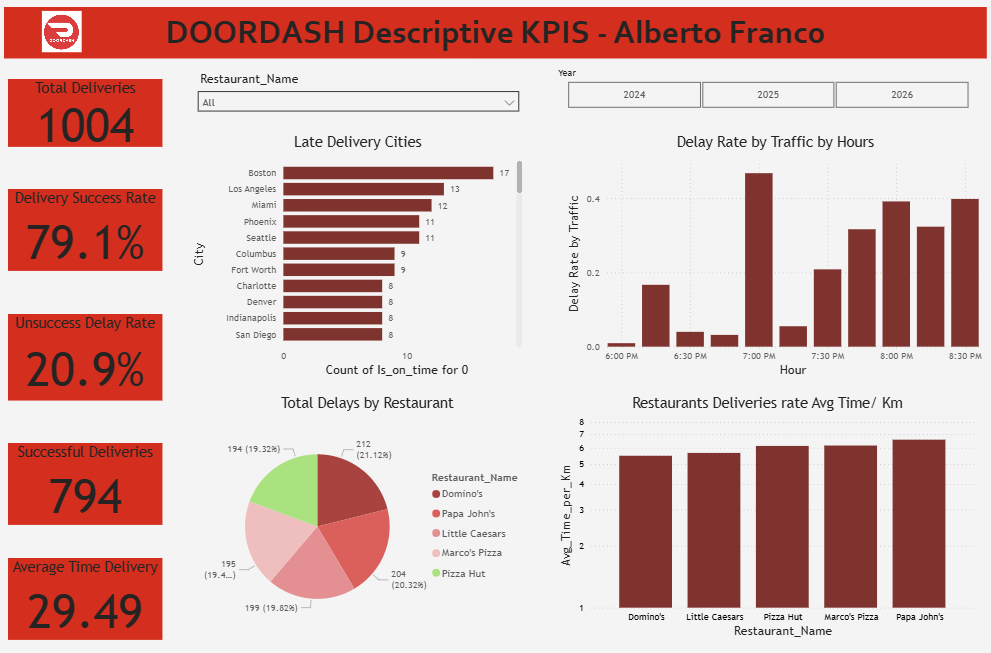 DOORDASH
DOORDASH Descriptive KPIS - Alberto Franco
Total Deliveries
1004
Delivery Success Rate
79.1%
Unsuccess Delay Rate
20.9%
Successful Deliveries
794
Average Time Delivery
29.49
Restaurant_Name
All
Year
2024
2025
2026
Late Delivery Cities
City
Boston 17
Los Angeles 13
Miami 12
Phoenix 11
Seattle 11
Columbus 9
Fort Worth 9
Charlotte 8
Denver 8
Indianapolis 8
San Diego 8
0 10
Count of Is_on_time for 0
Delay Rate by Traffic by Hours
Delay Rate by Traffic
0.4
0.2
0.0
6:00 PM 6:30 PM 7:00 PM 7:30 PM 8:00 PM 8:30 PM
Hour
Total Delays by Restaurant
194 (19.32%)
212
(21.12%)
195
(19.4...)
204
(20.32%)
199 (19.82%)
Restaurant_Name
Domino's
Papa John's
Little Caesars
Marco's Pizza
Pizza Hut
Restaurants Deliveries rate Avg Time/ Km
Avg_Time_per_Km
8
7
6
5
4
3
2
1
Domino's Little Caesars Pizza Hut Marco's Pizza Papa John's
Restaurant_Name